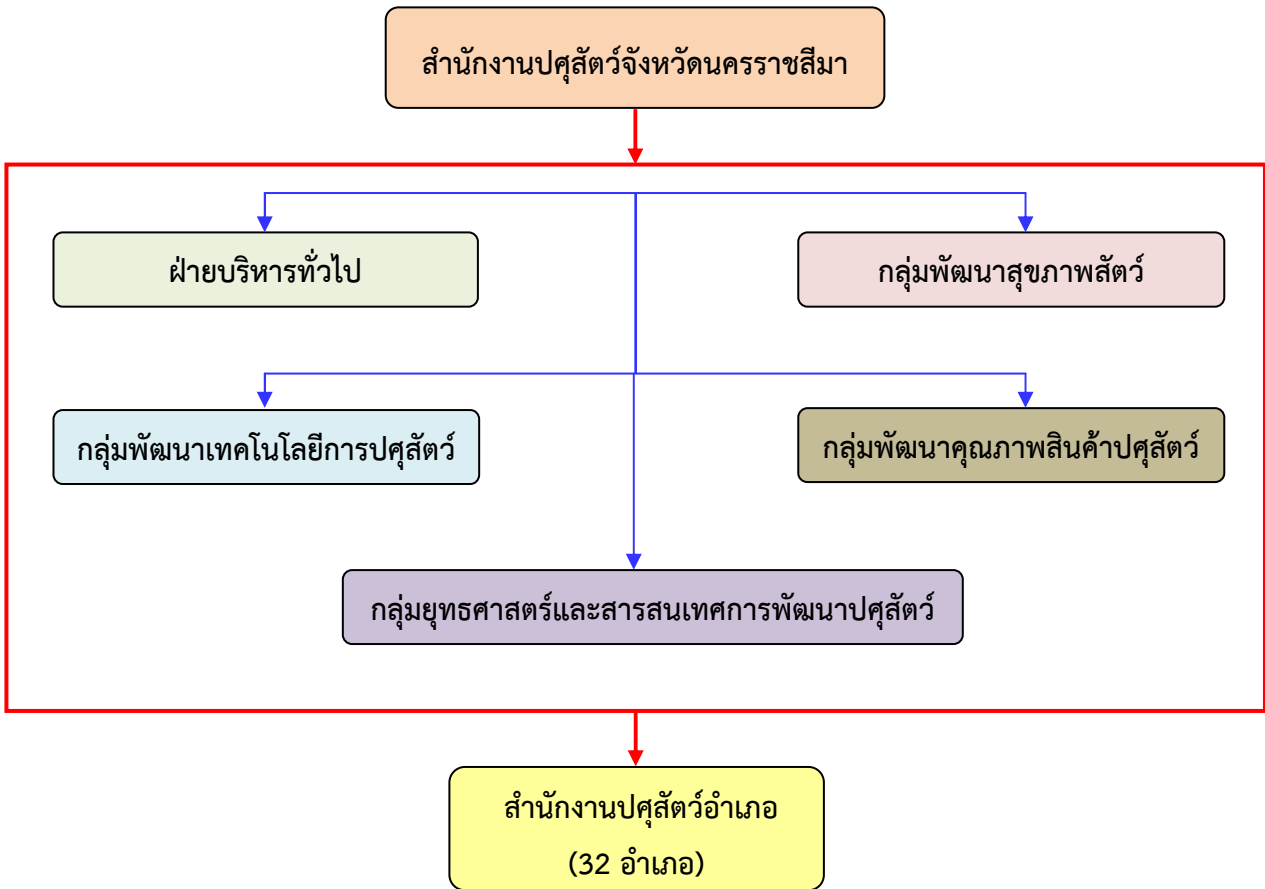 สำนักงานปศุสัตว์จังหวัดนครราชสีมา
ฝ่ายบริหารทั่วไป
กลุ่มพัฒนาสุขภาพสัตว์
กลุ่มพัฒนาเทคโนโลยีการปศุสัตว์
กลุ่มพัฒนาคุณภาพสินค้าปศุสัตว์
กลุ่มยุทธศาสตร์และสารสนเทศการพัฒนาปศุสัตว์
สำนักงานปศุสัตว์อำเภอ
(32 อำเภอ)